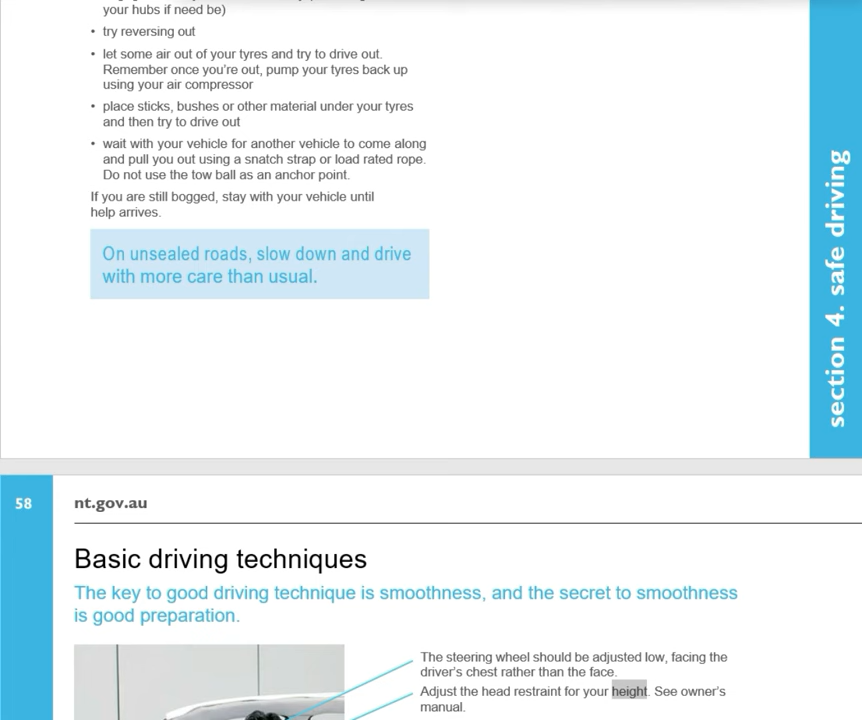 your hubs if need be)
• try reversing out
• let some air out of your tyres and try to drive out.
Remember once you're out, pump your tyres back up
using your air compressor
• place sticks, bushes or other material under your tyres
and then try to drive out
• wait with your vehicle for another vehicle to come along
and pull you out using a snatch strap or load rated rope.
Do not use the tow ball as an anchor point.
If you are still bogged, stay with your vehicle until
help arrives.
On unsealed roads, slow down and drive
with more care than usual.
section 4. safe driving
58
nt.gov.au
Basic driving techniques
The key to good driving technique is smoothness, and the secret to smoothness
is good preparation.
The steering wheel should be adjusted low, facing the
driver's chest rather than the face.
Adjust the head restraint for your height. See owner's
manual.